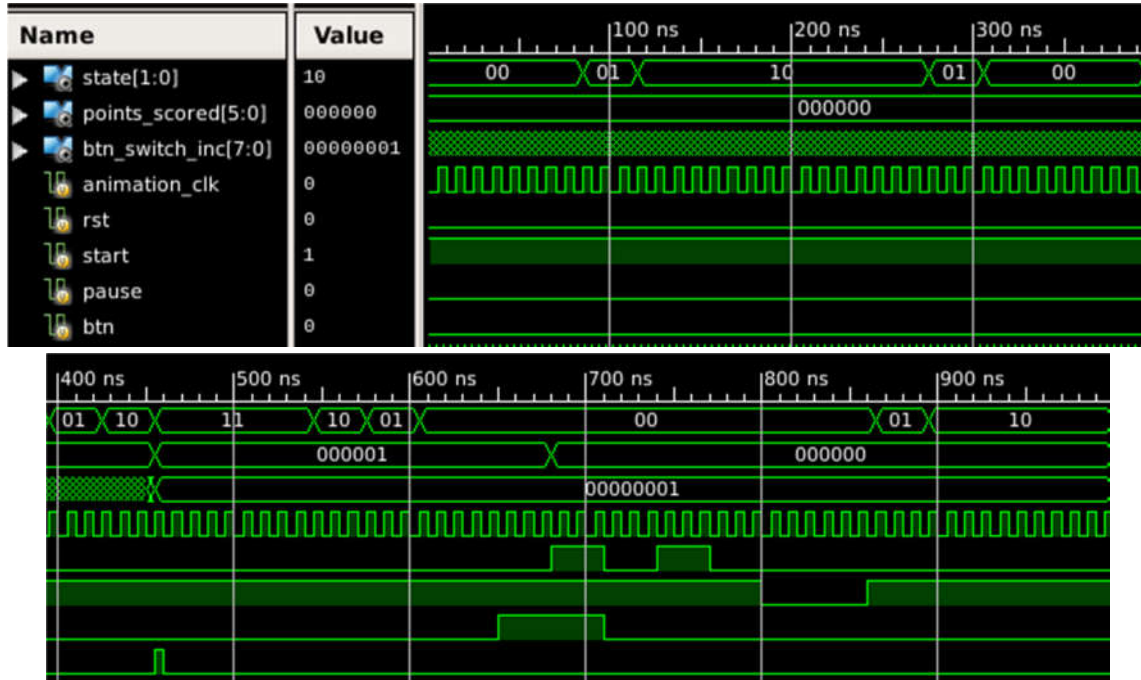 Name Value
100 ns 200 ns 300 ns
state[1:0] 10 00 01 10 01 00
points_scored[5:0] 000000 000000
btn_switch_inc[7:0] 00000001
animation_clk 0
rst 0
start 1
pause 0
btn 0
400 ns 500 ns 600 ns 700 ns 800 ns 900 ns
01 10 11 10 01 00 01 10
000001 000000
00000001